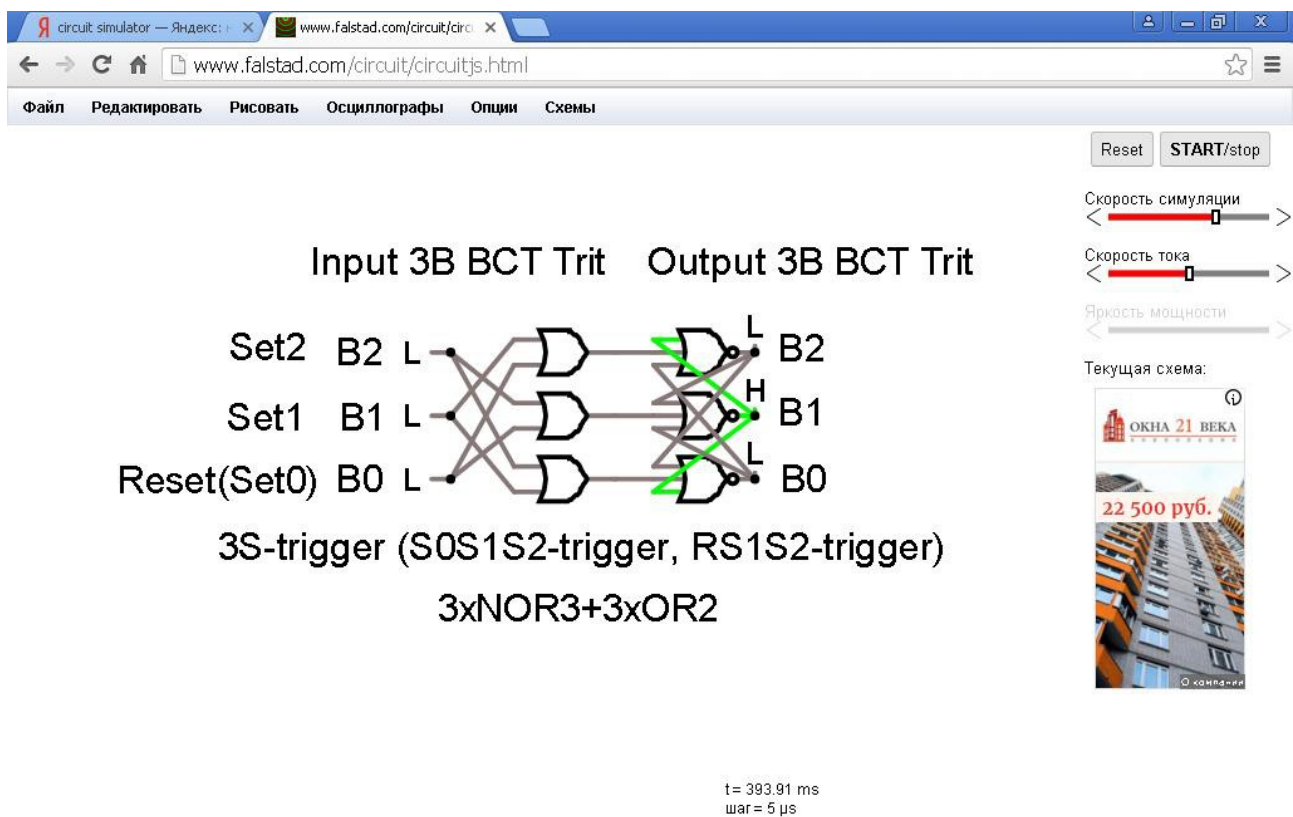 Я circuit simulator — Яндекс:
www.falstad.com/circuit/circ
www.falstad.com/circuit/circuitjs.html
Файл Редактировать Рисовать Осциллографы Опции Схемы
Reset START/stop
Скорость симуляции
Скорость тока
Яркость мощности
Текущая схема:
Input 3B BCT Trit Output 3B BCT Trit
Set2 B2 L L B2
Set1 B1 L H B1
Reset(Set0) B0 L L B0
3S-trigger (S0S1S2-trigger, RS1S2-trigger)
3xNOR3+3xOR2
ОКНА 21 ВЕКА
22 500 руб.
О компании
t = 393.91 ms
шаг = 5 µs